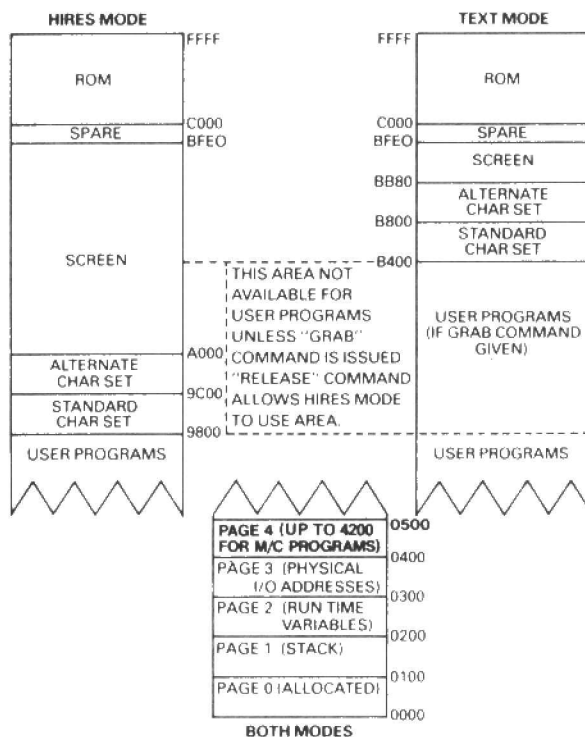 HIRES MODE
FFFF
ROM
C000
SPARE
BFEO
SCREEN
A000
ALTERNATE
CHAR SET
9C00
STANDARD
CHAR SET
9800
USER PROGRAMS
THIS AREA NOT
AVAILABLE FOR
USER PROGRAMS
UNLESS "GRAB"
COMMAND IS ISSUED
"RELEASE" COMMAND
ALLOWS HIRES MODE
TO USE AREA.
TEXT MODE
FFFF
ROM
C000
SPARE
BFEO
SCREEN
BB80
ALTERNATE
CHAR SET
B800
STANDARD
CHAR SET
B400
USER PROGRAMS
(IF GRAB COMMAND
GIVEN)
USER PROGRAMS
0500
PAGE 4 (UP TO 4200
FOR M/C PROGRAMS)
0400
PAGE 3 (PHYSICAL
I/O ADDRESSES)
0300
PAGE 2 (RUN TIME
VARIABLES)
0200
PAGE 1 (STACK)
0100
PAGE 0 (ALLOCATED)
0000
BOTH MODES